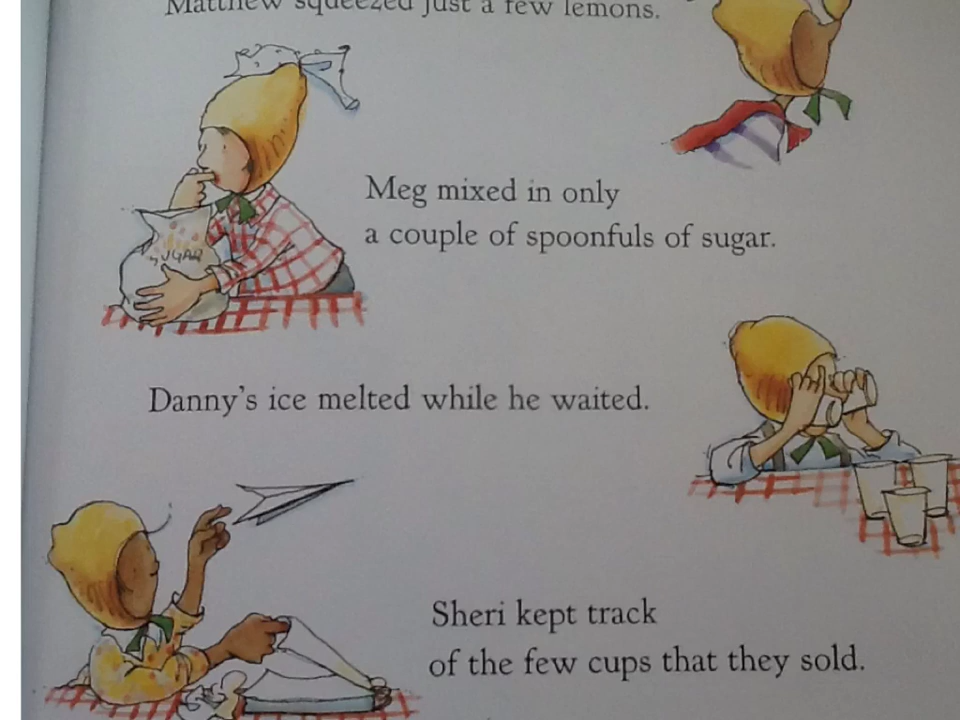 Matthew squeezed just a few lemons.
Meg mixed in only
a couple of spoonfuls of sugar.
SUGAR
Danny's ice melted while he waited.
Sheri kept track
of the few cups that they sold.